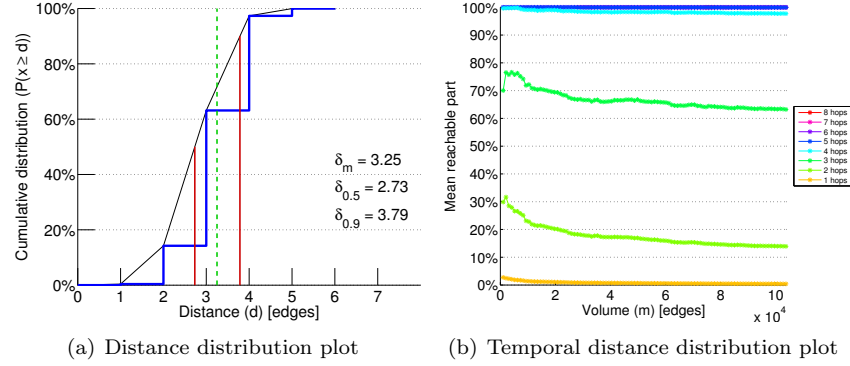 100%
90%
80%
70%
60%
50%
40%
30%
20%
10%
0%
100%
80%
60%
40%
20%
0%
Cumulative distribution (P(x ≥ d))
δm = 3.25
δ0.5 = 2.73
δ0.9 = 3.79
0 1 2 3 4 5 6 7
Distance (d) [edges]
(a) Distance distribution plot
Mean reachable part
8 hops
7 hops
6 hops
5 hops
4 hops
3 hops
2 hops
1 hops
0 2 4 6 8 10
x 10⁴
Volume (m) [edges]
(b) Temporal distance distribution plot